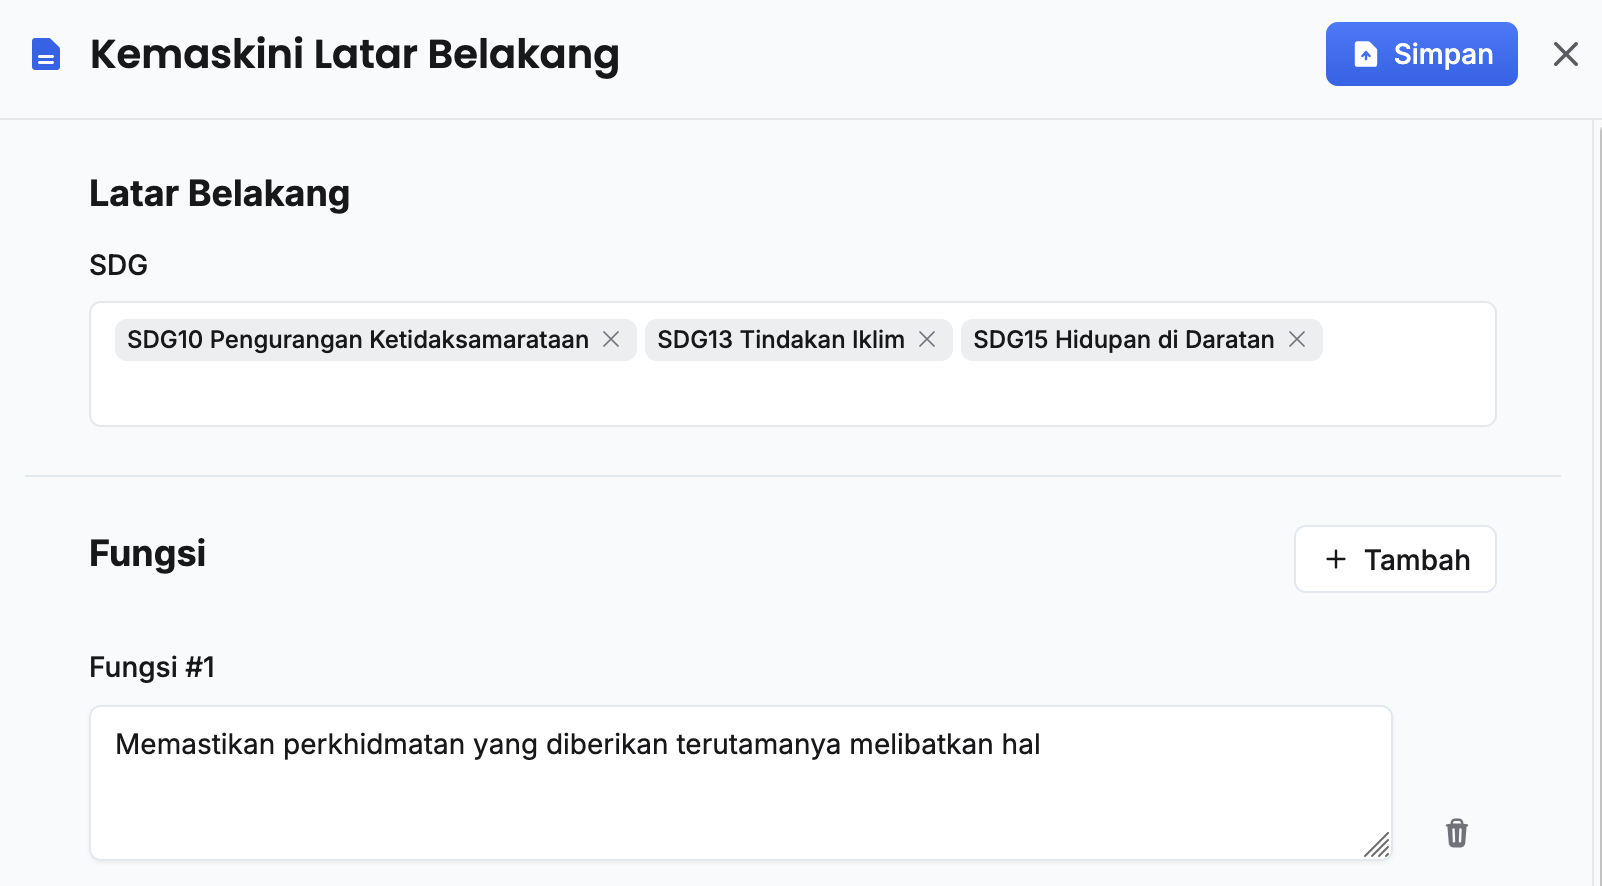 Kemaskini Latar Belakang
Simpan
Latar Belakang
SDG
SDG10 Pengurangan Ketidaksamarataan SDG13 Tindakan Iklim SDG15 Hidupan di Daratan
Fungsi
Tambah
Fungsi #1
Memastikan perkhidmatan yang diberikan terutamanya melibatkan hal